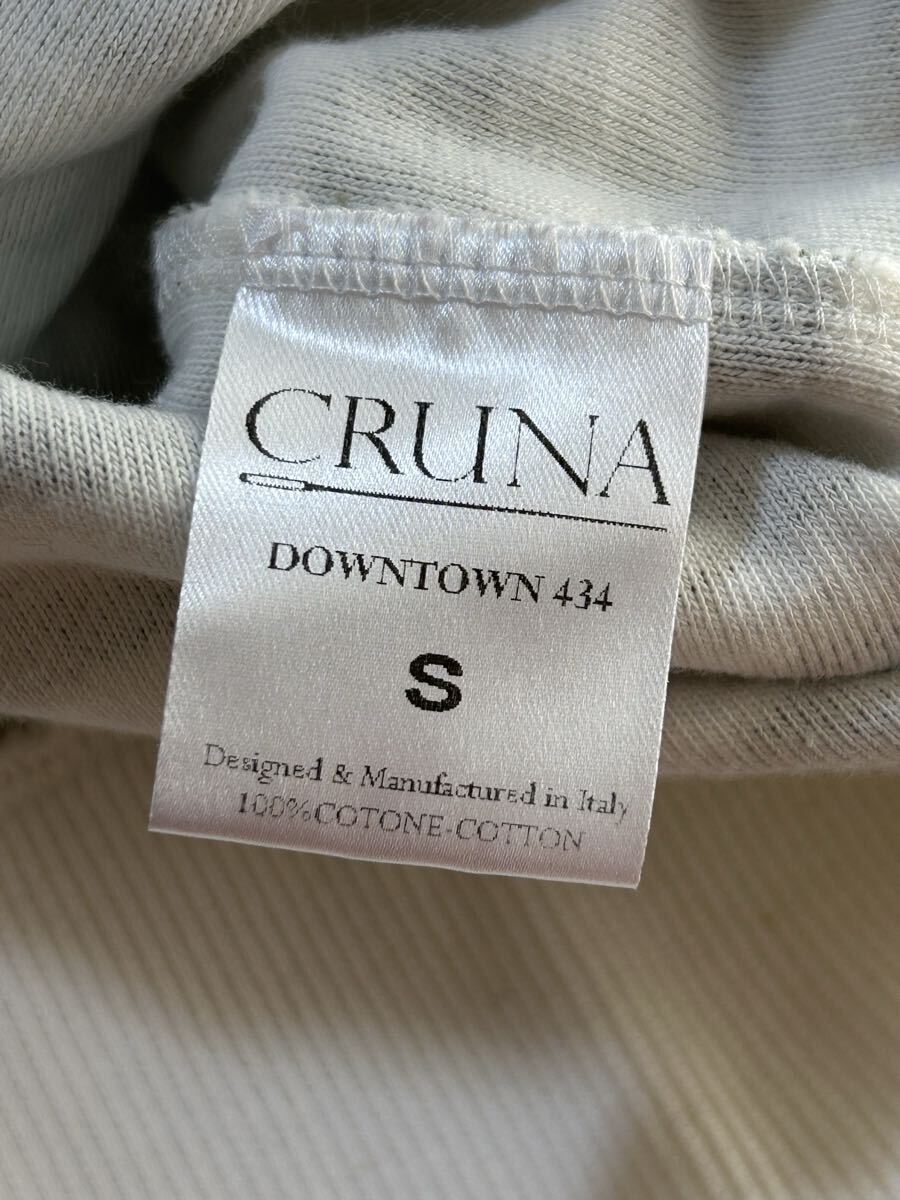 CRUNA
DOWNTOWN 434
S
Designed & Manufactured in Italy
100%COTONE-COTTON